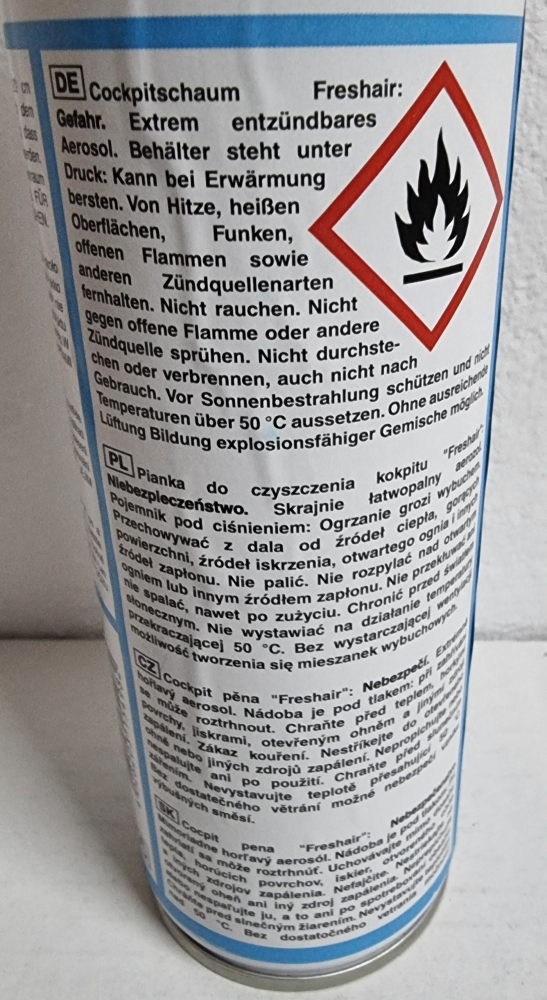 DE Cockpitschaum Freshair:
Gefahr. Extrem entzündbares
Aerosol. Behälter steht unter
Druck: Kann bei Erwärmung
bersten. Von Hitze, heißen
Oberflächen, Funken,
offenen Flammen sowie
anderen Zündquellenarten
fernhalten. Nicht rauchen. Nicht
gegen offene Flamme oder andere
Zündquelle sprühen. Nicht durchste-
chen oder verbrennen, auch nicht nach
Gebrauch. Vor Sonnenbestrahlung schützen und nicht
Temperaturen über 50 °C aussetzen. Ohne ausreichende
Lüftung Bildung explosionsfähiger Gemische möglich.
PL Pianka do czyszczenia kokpitu "Freshair":
Niebezpieczeństwo. Skrajnie łatwopalny aerozol.
Pojemnik pod ciśnieniem: Ogrzanie grozi wybuchem.
Przechowywać z dala od źródeł ciepła, gorących
powierzchni, źródeł iskrzenia, otwartego ognia i innych
źródeł zapłonu. Nie palić. Nie rozpylać nad otwartym
ogniem lub innym źródłem zapłonu. Nie przekłuwać ani
nie spalać, nawet po zużyciu. Chronić przed światłem
słonecznym. Nie wystawiać na działanie temperatury
przekraczającej 50 °C. Bez wystarczającej wentylacji
możliwość tworzenia się mieszanek wybuchowych.
CZ Cockpit pěna "Freshair": Nebezpečí. Extrémně
hořlavý aerosol. Nádoba je pod tlakem: při zahřívání
se může roztrhnout. Chraňte před teplem, horkými
povrchy, jiskrami, otevřeným ohněm a jinými zdroji
zapálení. Zákaz kouření. Nestříkejte do otevřeného
ohně nebo jiných zdrojů zapálení. Nepropichujte
nespalujte ani po použití. Chraňte před
zářením. Nevystavujte teplotě přesahující 50 °C
Bez dostatečného větrání možné nebezpečí
výbušných směsí.
SK Cocpit pena "Freshair": Nebezpečenstvo.
Mimoriadne horľavý aerosól. Nádoba je pod tlakom:
zahriatí sa môže roztrhnúť. Uchovávajte mimo
tepla, horúcich povrchov, iskier, otvoreného
iných zdrojov zapálenia. Nefajčite. Nestriekajte
otvorený oheň ani iný zdroj zapálenia.
alebo nespaľujte ju, a to ani po spotrebovaní
Chráňte pred slnečným žiarením. Nevystavujte
nad 50 °C. Bez dostatočného vetrania